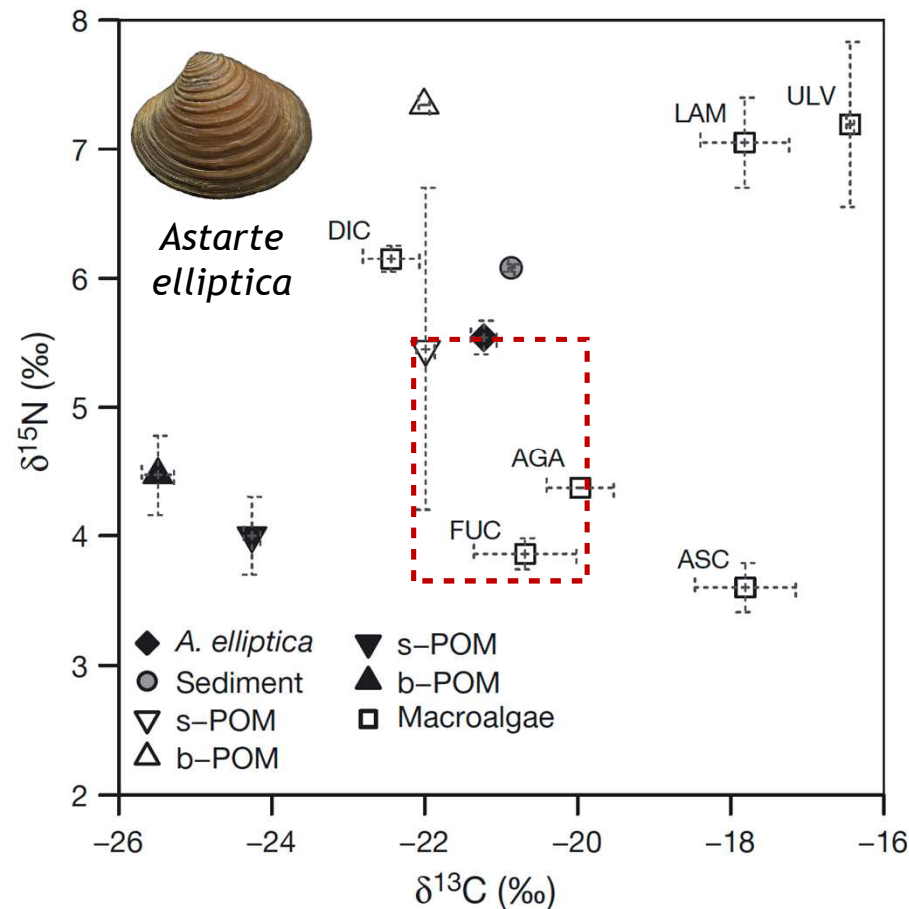 8
7
6
5
4
3
2
δ¹⁵N (‰)
Astarte
elliptica
DIC
LAM
ULV
AGA
FUC
ASC
A. elliptica
Sediment
s–POM
b–POM
s–POM
b–POM
Macroalgae
−26 −24 −22 −20 −18 −16
δ¹³C (‰)